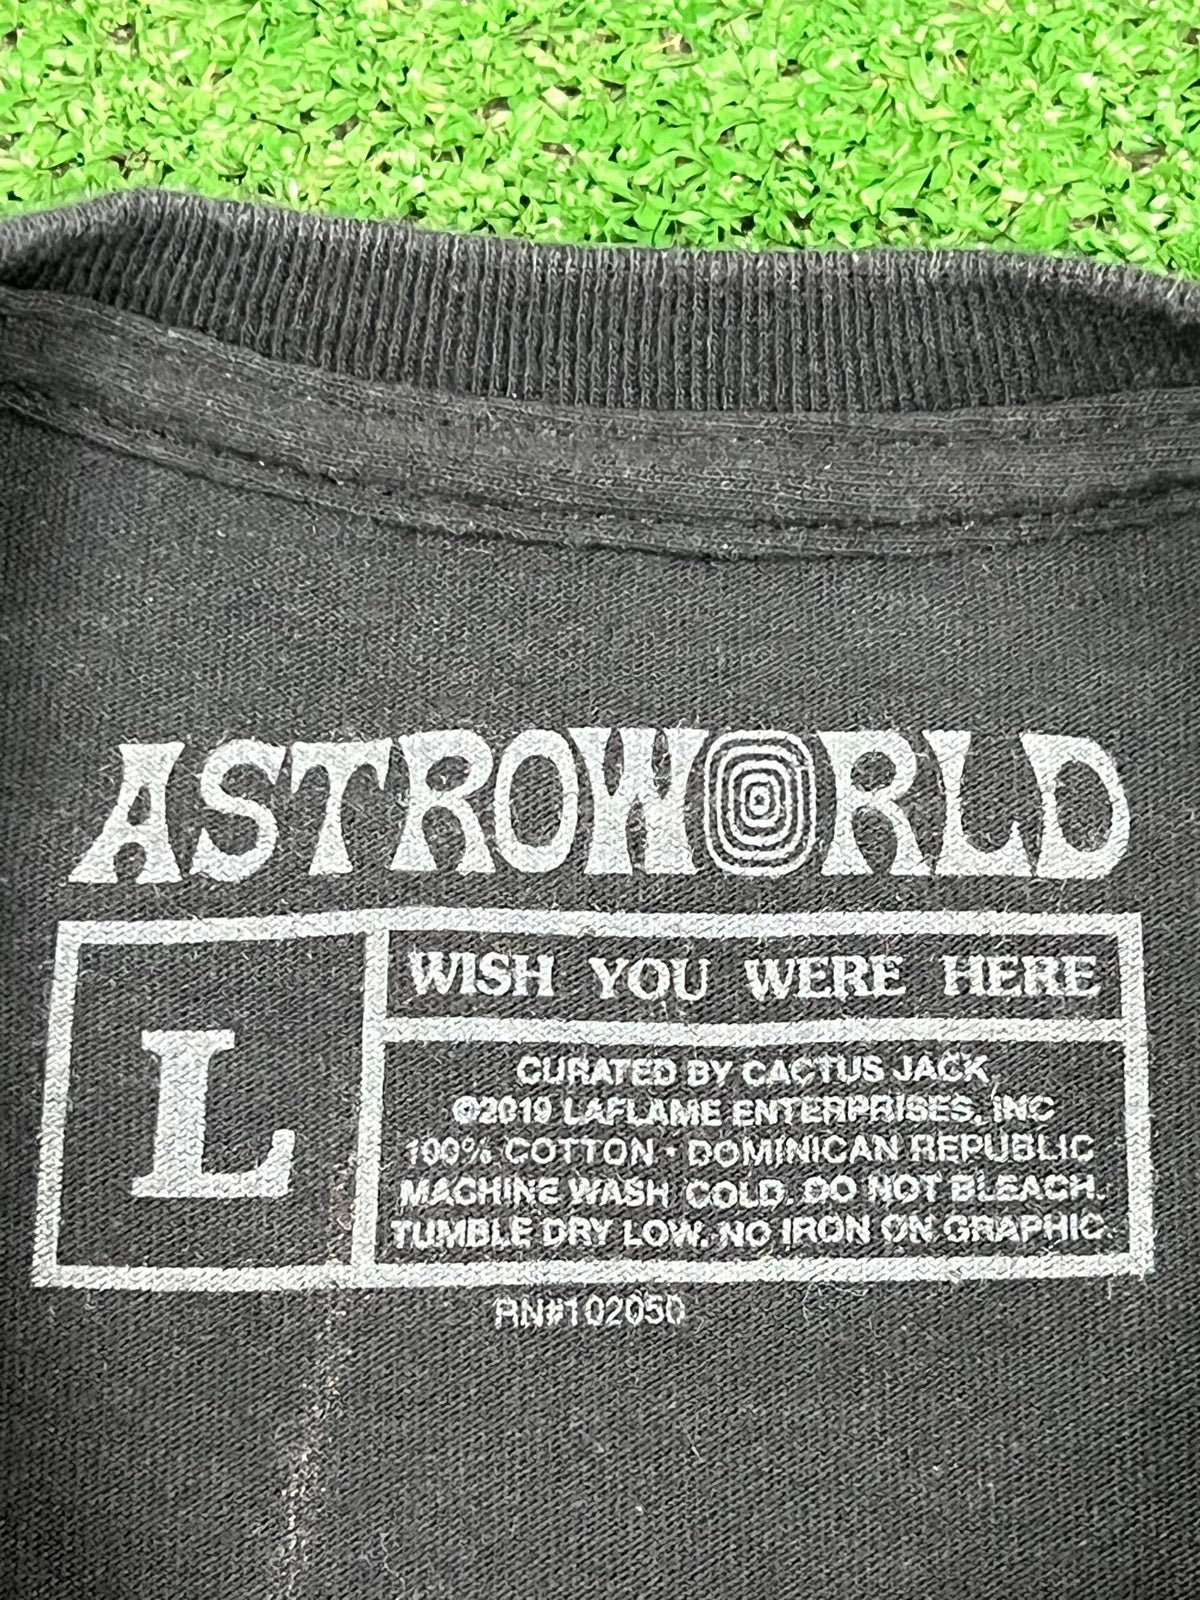 ASTROWORLD
L
WISH YOU WERE HERE
CURATED BY CACTUS JACK,
©2019 LAFLAME ENTERPRISES, INC
100% COTTON • DOMINICAN REPUBLIC
MACHINE WASH COLD. DO NOT BLEACH.
TUMBLE DRY LOW. NO IRON ON GRAPHIC.
RN#102050